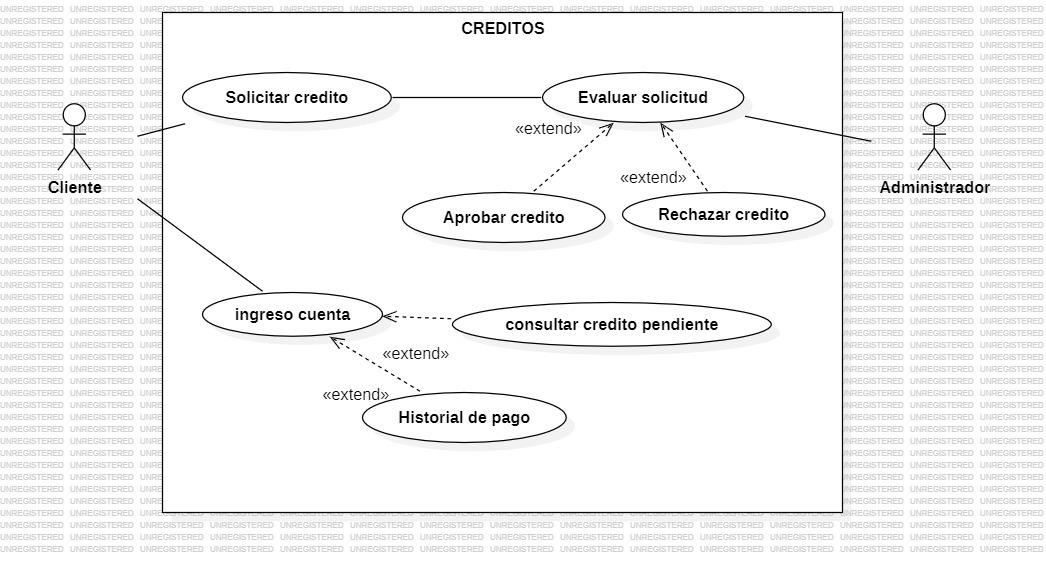 CREDITOS
Solicitar credito
Evaluar solicitud
«extend»
«extend»
Cliente
Administrador
Aprobar credito
Rechazar credito
ingreso cuenta
consultar credito pendiente
«extend»
«extend»
Historial de pago
UNREGISTERED